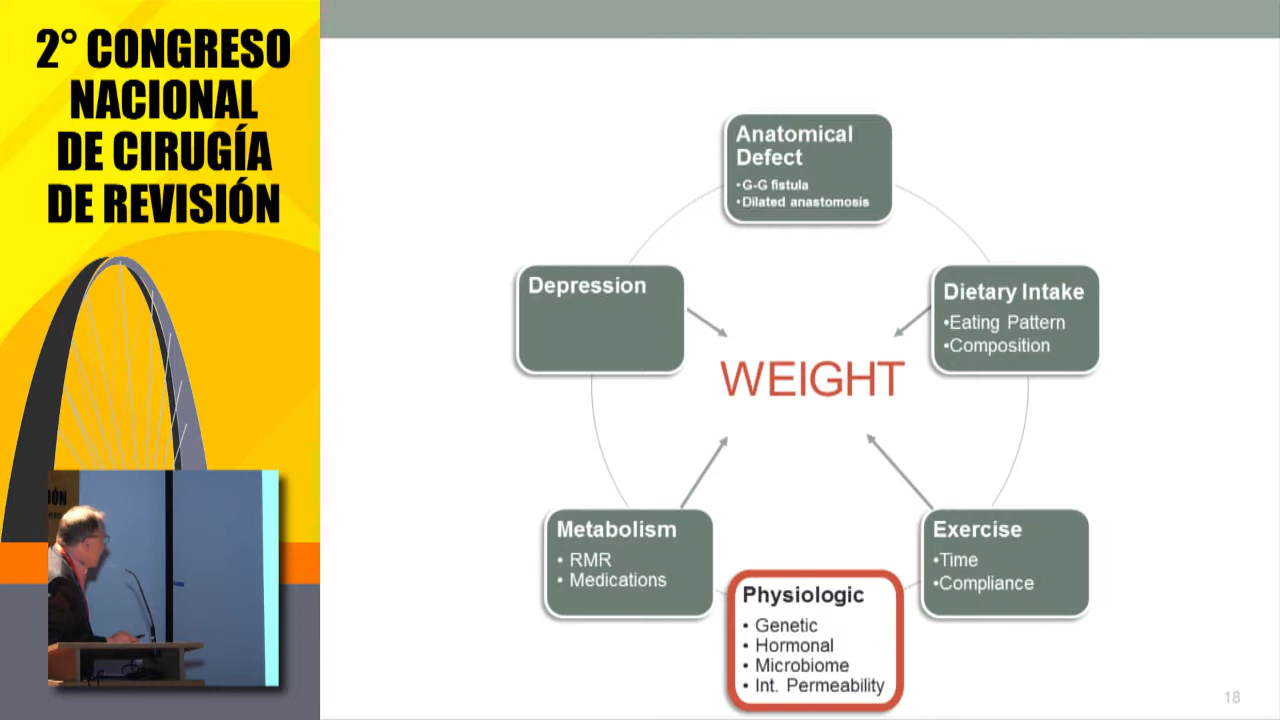 2° CONGRESO
NACIONAL
DE CIRUGÍA
DE REVISIÓN
Anatomical
Defect
•G-G fistula
•Dilated anastomosis
Depression
Dietary Intake
•Eating Pattern
•Composition
WEIGHT
Metabolism
• RMR
• Medications
Exercise
•Time
•Compliance
Physiologic
• Genetic
• Hormonal
• Microbiome
• Int. Permeability
18